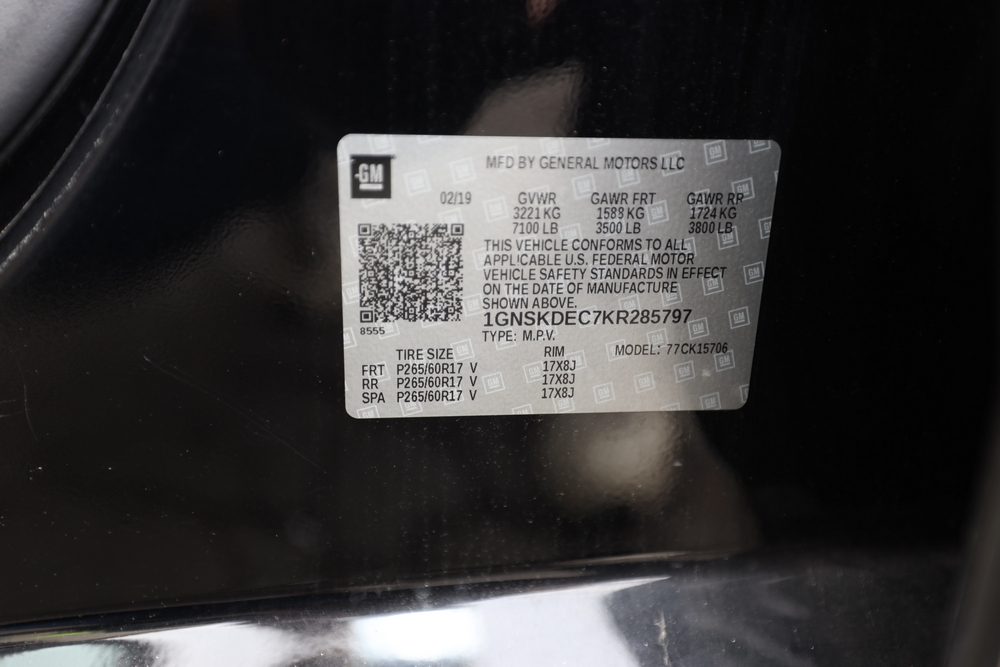 GM
MFD BY GENERAL MOTORS LLC
02/19 GVWR GAWR FRT GAWR RR
3221 KG 1588 KG 1724 KG
7100 LB 3500 LB 3800 LB
THIS VEHICLE CONFORMS TO ALL
APPLICABLE U.S. FEDERAL MOTOR
VEHICLE SAFETY STANDARDS IN EFFECT
ON THE DATE OF MANUFACTURE
SHOWN ABOVE.
8555
1GNSKDEC7KR285797
TYPE: M.P.V.
MODEL: 77CK15706
TIRE SIZE RIM
FRT P265/60R17 V 17X8J
RR P265/60R17 V 17X8J
SPA P265/60R17 V 17X8J